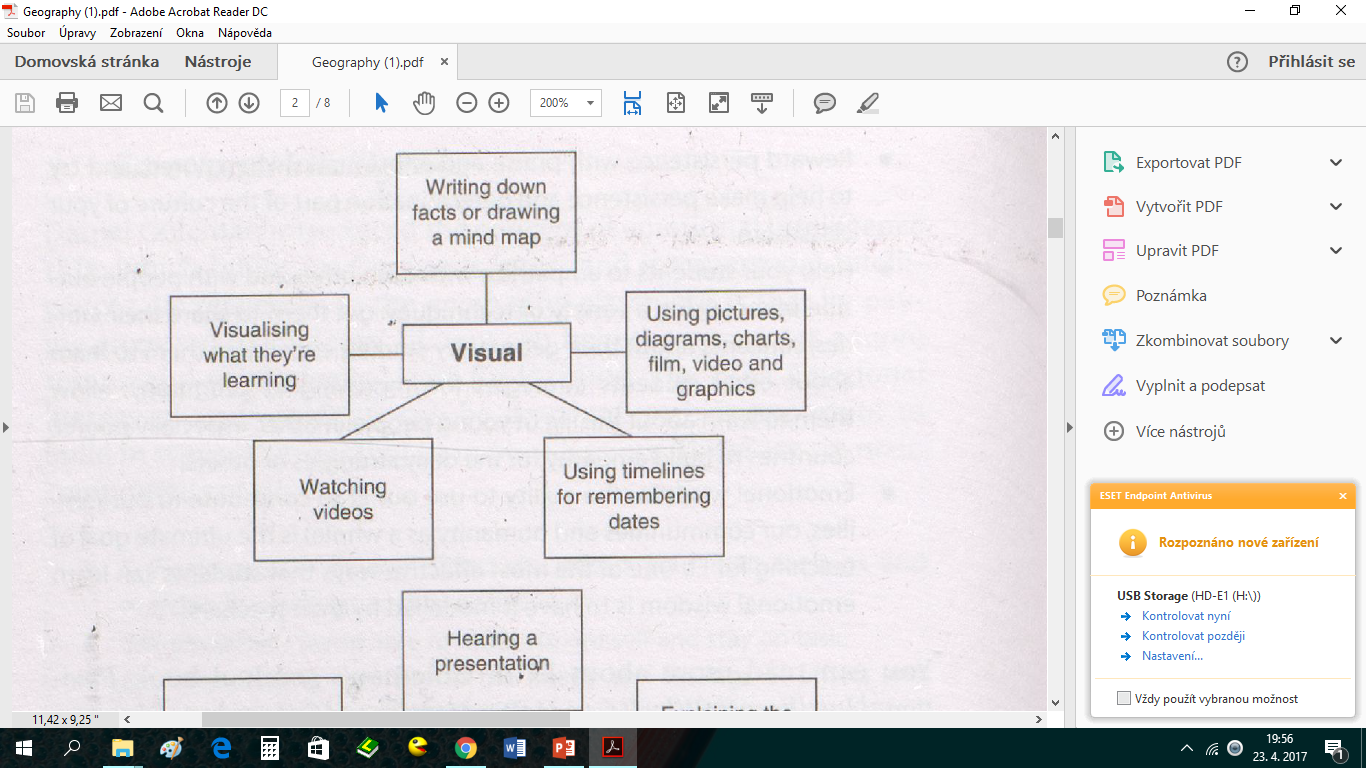 Geography (1).pdf - Adobe Acrobat Reader DC
Soubor Úpravy Zobrazení Okna Nápověda
Domovská stránka Nástroje Geography (1).pdf × ? Přihlásit se
2 / 8 200%
Writing down
facts or drawing
a mind map
Visualising
what they're
learning
Visual
Using pictures,
diagrams, charts,
film, video and
graphics
Watching
videos
Using timelines
for remembering
dates
Hearing a
presentation
Explaining the
11,42 x 9,25 "
Exportovat PDF
Vytvořit PDF
Upravit PDF
Poznámka
Zkombinovat soubory
Vyplnit a podepsat
Více nástrojů
ESET Endpoint Antivirus ×
Rozpoznáno nové zařízení
USB Storage (HD-E1 (H:\))
Kontrolovat nyní
Kontrolovat později
Nastavení...
Vždy použít vybranou možnost
19:56
23. 4. 2017
1